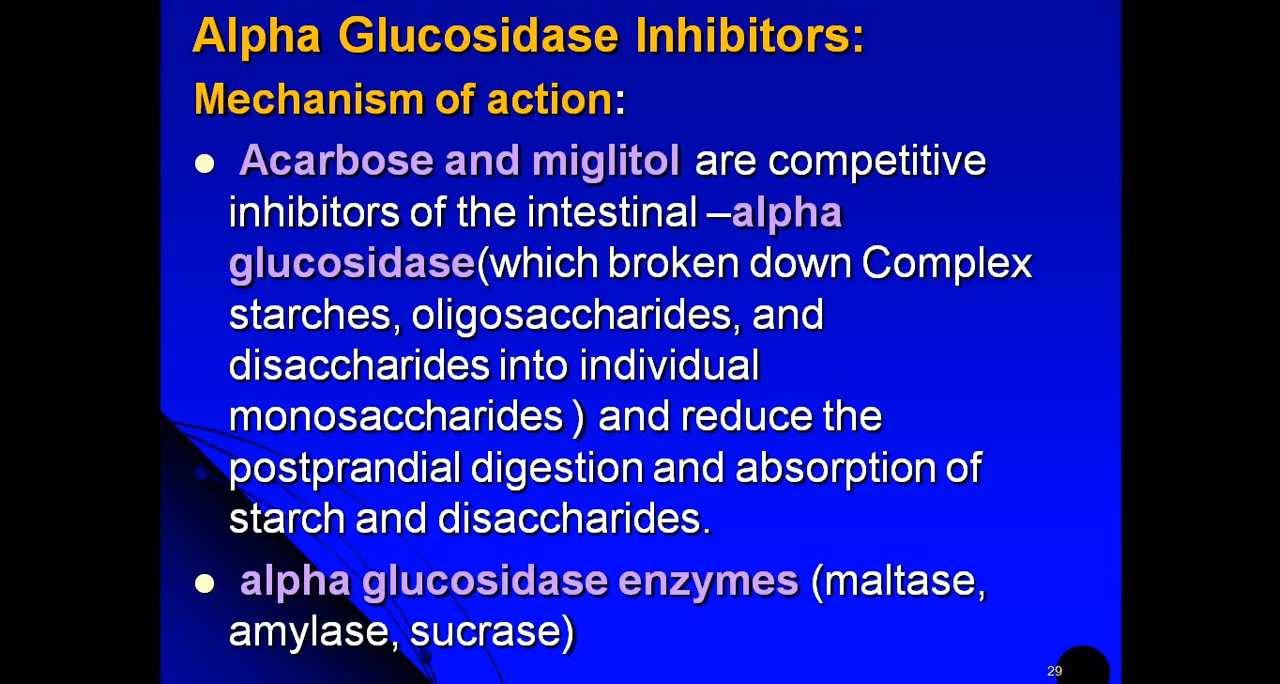 Alpha Glucosidase Inhibitors:
Mechanism of action:
● Acarbose and miglitol are competitive
inhibitors of the intestinal –alpha
glucosidase(which broken down Complex
starches, oligosaccharides, and
disaccharides into individual
monosaccharides ) and reduce the
postprandial digestion and absorption of
starch and disaccharides.
● alpha glucosidase enzymes (maltase,
amylase, sucrase)
29